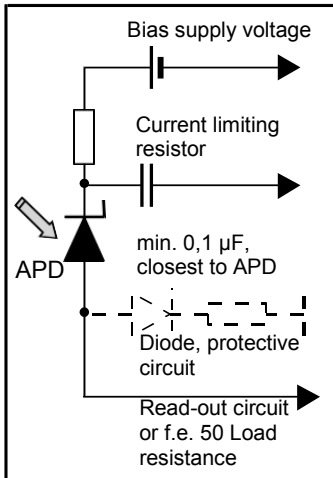 Bias supply voltage
Current limiting
resistor
APD
min. 0,1 µF,
closest to APD
Diode, protective
circuit
Read-out circuit
or f.e. 50 Load
resistance